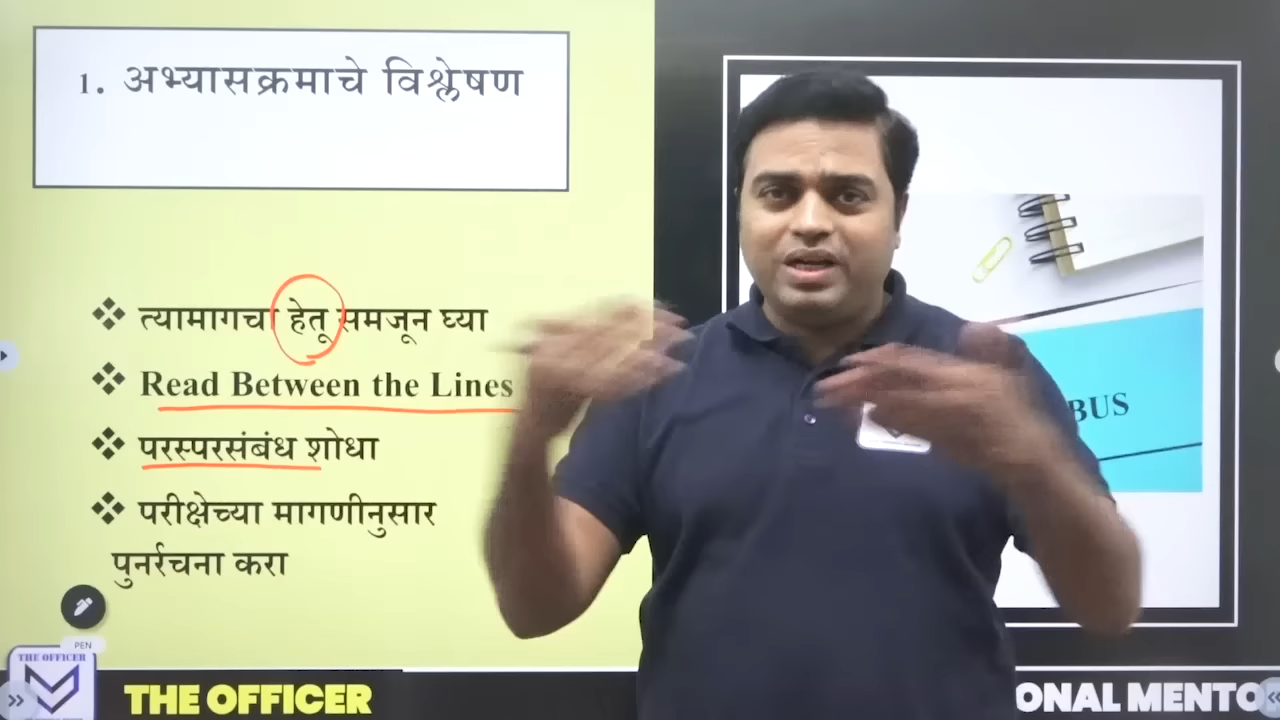 1. अभ्यासक्रमाचे विश्लेषण
❖ त्यामागचा हेतू समजून घ्या
❖ Read Between the Lines
❖ परस्परसंबंध शोधा
❖ परीक्षेच्या मागणीनुसार
पुनर्रचना करा
BUS
PEN
THE OFFICER
THE OFFICER
ONAL MENTO